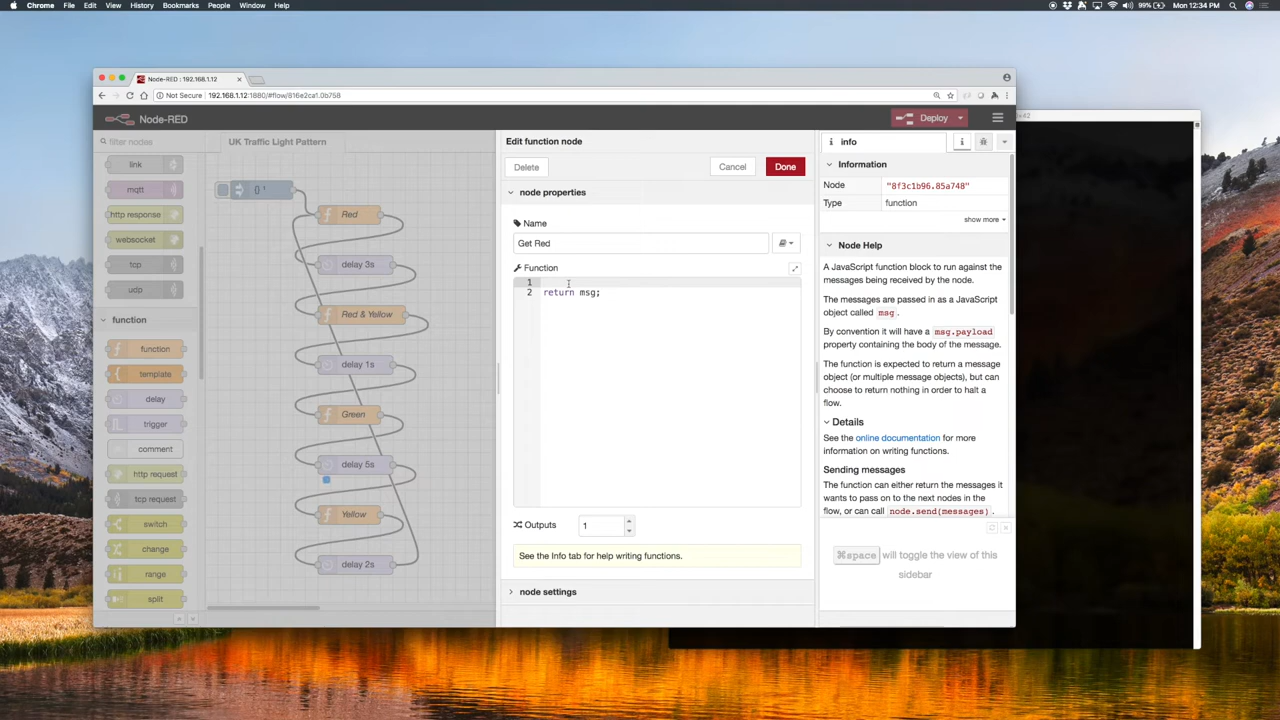 Chrome File Edit View History Bookmarks People Window Help
99% Mon 12:34 PM
Node-RED : 192.168.1.12
Not Secure 192.168.1.12:1880/#flow/816e2ca1.0b758
Node-RED
Deploy
filter nodes
link
mqtt
http response
websocket
tcp
udp
function
function
template
delay
trigger
comment
http request
tcp request
switch
change
range
split
UK Traffic Light Pattern
{} ¹
Red
delay 3s
Red & Yellow
delay 1s
Green
delay 5s
Yellow
delay 2s
Edit function node
Delete
Cancel
Done
node properties
Name
Get Red
Function
1
2 return msg;
Outputs
1
See the Info tab for help writing functions.
node settings
i info
i
Information
Node "8f3c1b96.85a748"
Type function
show more
Node Help
A JavaScript function block to run against the
messages being received by the node.
The messages are passed in as a JavaScript
object called msg.
By convention it will have a msg.payload
property containing the body of the message.
The function is expected to return a message
object (or multiple message objects), but can
choose to return nothing in order to halt a
flow.
Details
See the online documentation for more
information on writing functions.
Sending messages
The function can either return the messages it
wants to pass on to the next nodes in the
flow, or can call node.send(messages).
⌘space will toggle the view of this
sidebar